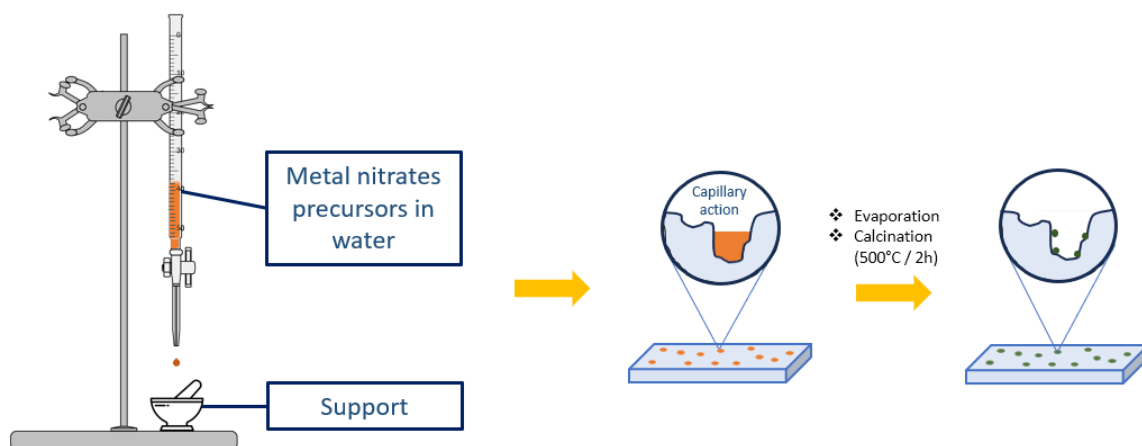 Metal nitrates
precursors in
water
Support
Capillary
action
❖ Evaporation
❖ Calcination
(500°C / 2h)